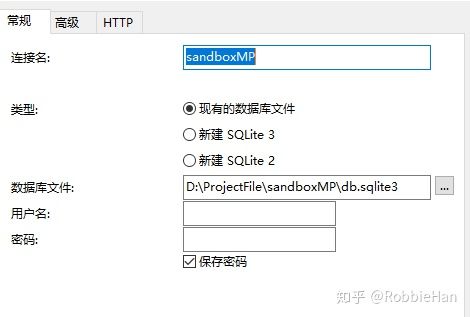 常规 高级 HTTP
连接名: sandboxMP
类型: 现有的数据库文件
新建 SQLite 3
新建 SQLite 2
数据库文件: D:\ProjectFile\sandboxMP\db.sqlite3 ...
用户名:
密码:
保存密码
知乎 @RobbieHan